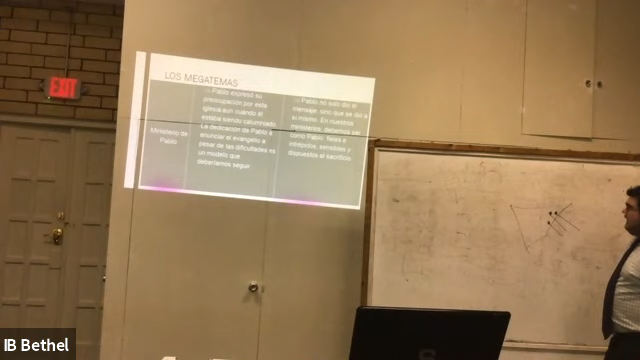 EXIT
LOS MEGATEMAS
Ministerio de
Pablo
Pablo expresó su
preocupación por esta
iglesia aun cuando él
estaba siendo calumniado.
La dedicación de Pablo a
anunciar el evangelio a
pesar de las dificultades es
un modelo que
deberíamos seguir
Pablo no solo dio el
mensaje, sino que se dio a
sí mismo. En nuestros
ministerios, debemos ser
como Pablo, fieles e
intrépidos, sensibles y
dispuestos al sacrificio
IB Bethel